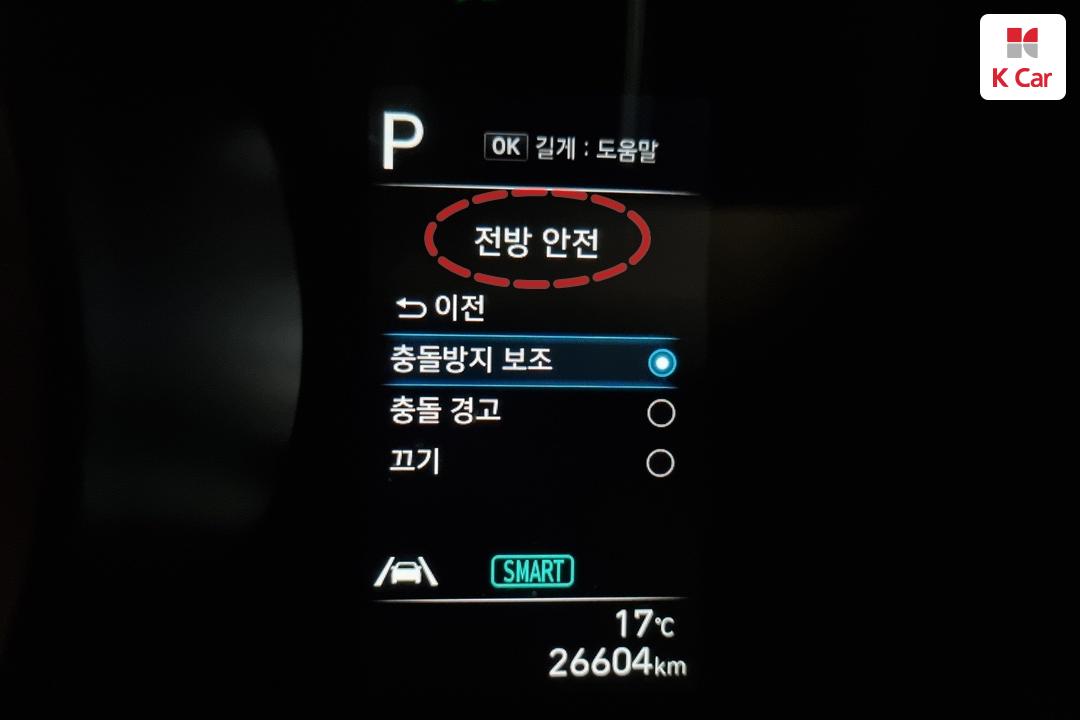 K Car
P
OK 길게 : 도움말
전방 안전
이전
충돌방지 보조
충돌 경고
끄기
SMART
17℃
26604km